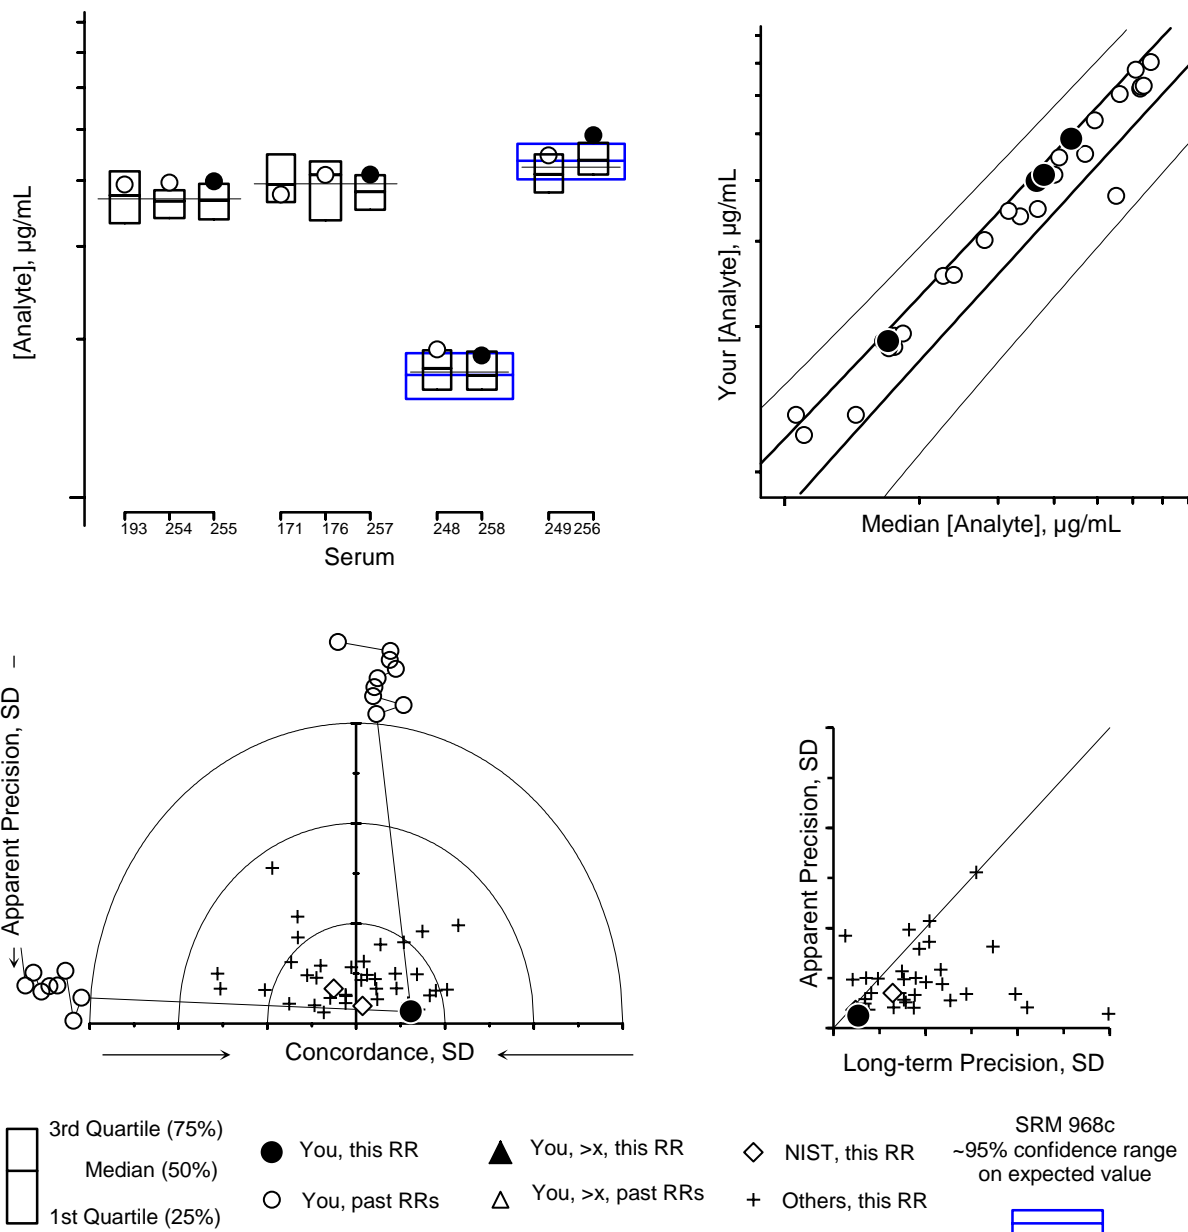 [Analyte], µg/mL
193 254 255 171 176 257 248 258 249 256
Serum
Your [Analyte], µg/mL
Median [Analyte], µg/mL
Apparent Precision, SD
Concordance, SD
Apparent Precision, SD
Long-term Precision, SD
3rd Quartile (75%)
Median (50%)
1st Quartile (25%)
You, this RR
You, past RRs
You, >x, this RR
You, >x, past RRs
NIST, this RR
Others, this RR
SRM 968c
~95% confidence range
on expected value